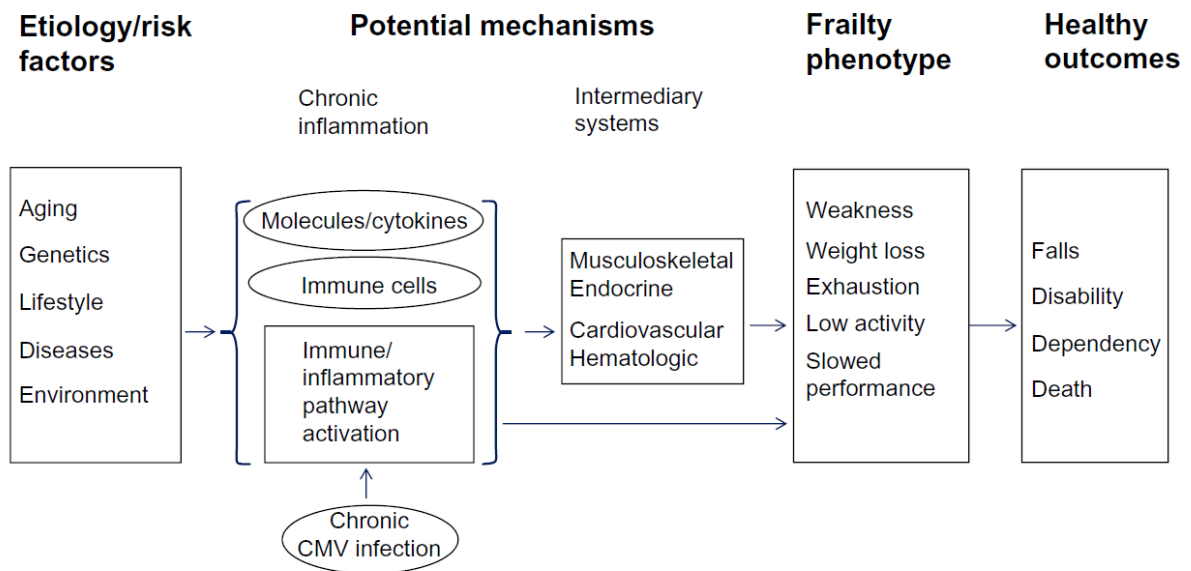 Etiology/risk
factors
Potential mechanisms
Frailty
phenotype
Healthy
outcomes
Chronic
inflammation
Intermediary
systems
Aging
Genetics
Lifestyle
Diseases
Environment
Molecules/cytokines
Immune cells
Immune/
inflammatory
pathway
activation
Chronic
CMV infection
Musculoskeletal
Endocrine
Cardiovascular
Hematologic
Weakness
Weight loss
Exhaustion
Low activity
Slowed
performance
Falls
Disability
Dependency
Death